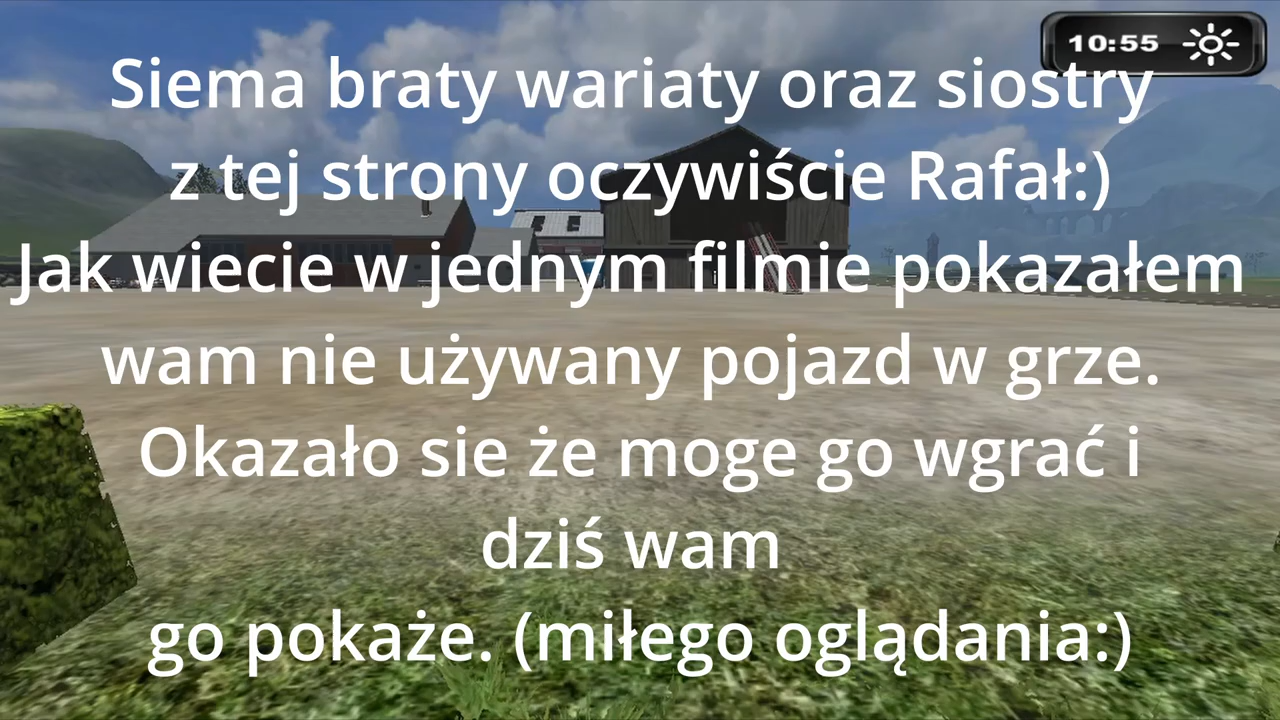 10:55
Siema braty wariaty oraz siostry
z tej strony oczywiście Rafał:)
Jak wiecie w jednym filmie pokazałem
wam nie używany pojazd w grze.
Okazało sie że moge go wgrać i
dziś wam
go pokaże. (miłego oglądania:)